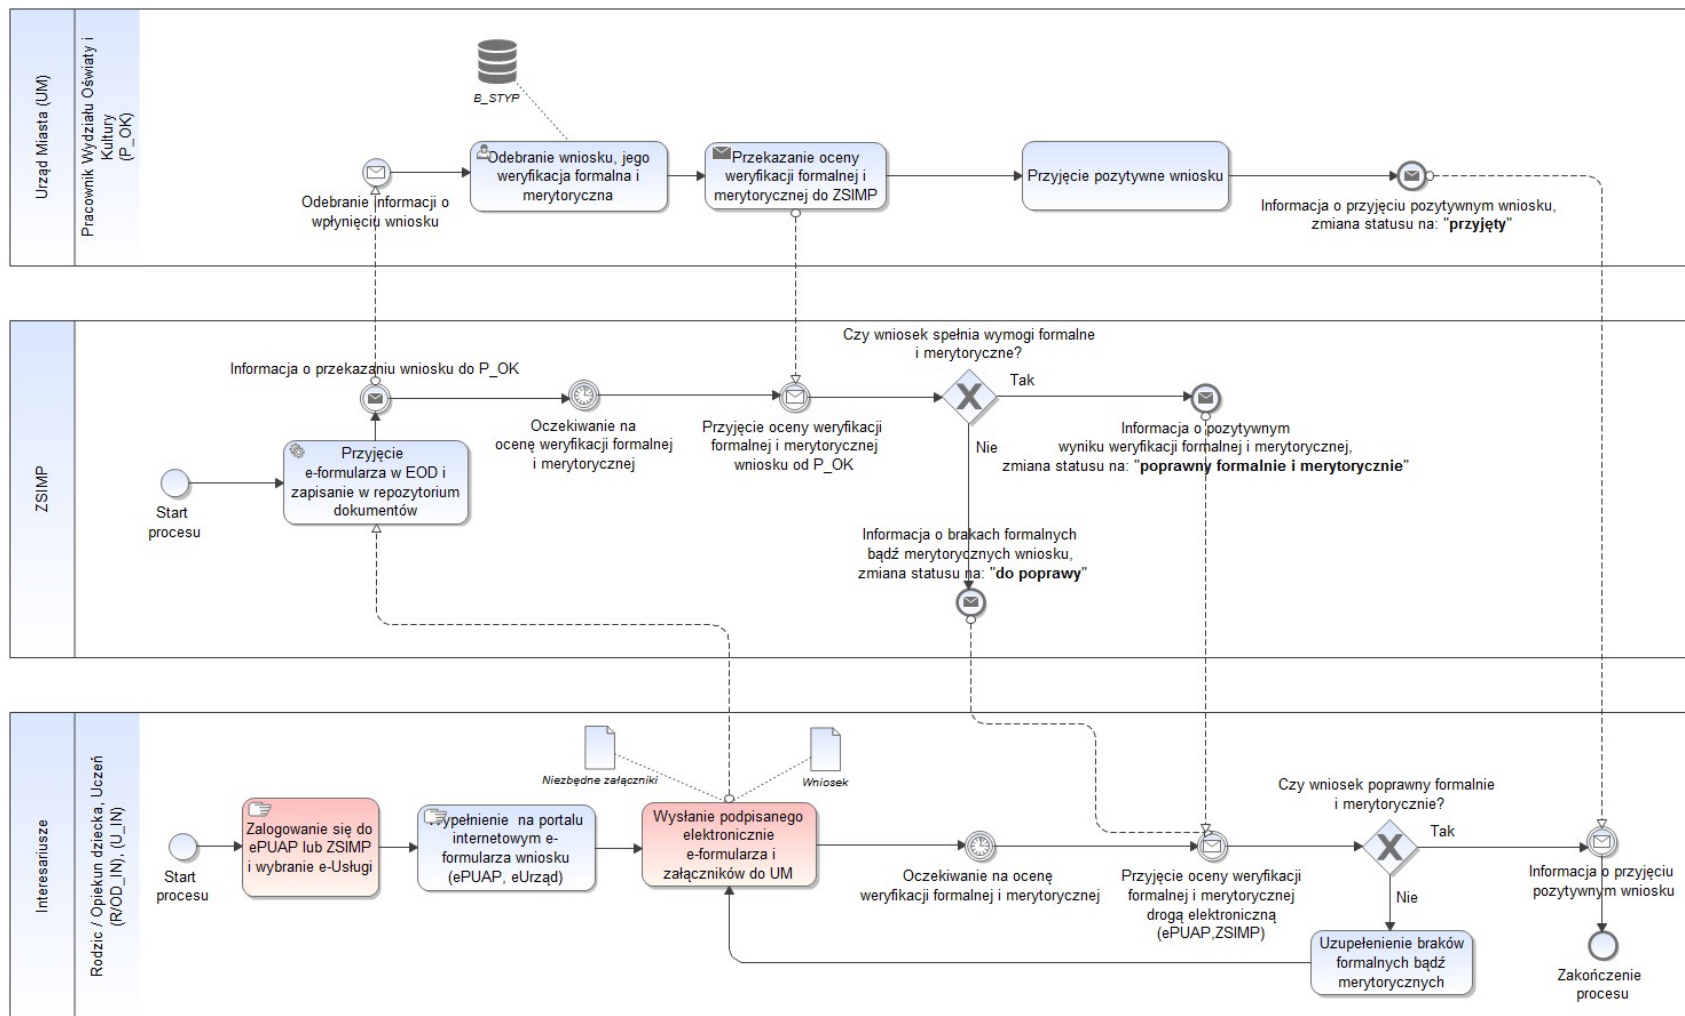 Urząd Miasta (UM)
Pracownik Wydziału Oświaty i
Kultury
(P_OK)
B_STYP
Odebranie informacji o
wpłynięciu wniosku
Odebranie wniosku, jego
weryfikacja formalna i
merytoryczna
Przekazanie oceny
weryfikacji formalnej i
merytorycznej do ZSIMP
Przyjęcie pozytywne wniosku
Informacja o przyjęciu pozytywnym wniosku,
zmiana statusu na: "przyjęty"
ZSIMP
Start
procesu
Informacja o przekazaniu wniosku do P_OK
Przyjęcie
e-formularza w EOD i
zapisanie w repozytorium
dokumentów
Oczekiwanie na
ocenę weryfikacji formalnej
i merytorycznej
Przyjęcie oceny weryfikacji
formalnej i merytorycznej
wniosku od P_OK
Czy wniosek spełnia wymogi formalne
i merytoryczne?
Tak
Nie
Informacja o pozytywnym
wyniku weryfikacji formalnej i merytorycznej,
zmiana statusu na: "poprawny formalnie i merytorycznie"
Informacja o brakach formalnych
bądź merytorycznych wniosku,
zmiana statusu na: "do poprawy"
Interesariusze
Rodzic / Opiekun dziecka, Uczeń
(R/OD_IN), (U_IN)
Start
procesu
Zalogowanie się do
ePUAP lub ZSIMP
i wybranie e-Usługi
Wypełnienie na portalu
internetowym e-
formularza wniosku
(ePUAP, eUrząd)
Niezbędne załączniki
Wniosek
Wysłanie podpisanego
elektronicznie
e-formularza i
załączników do UM
Oczekiwanie na ocenę
weryfikacji formalnej i merytorycznej
Przyjęcie oceny weryfikacji
formalnej i merytorycznej
drogą elektroniczną
(ePUAP,ZSIMP)
Czy wniosek poprawny formalnie
i merytorycznie?
Tak
Nie
Uzupełenienie braków
formalnych bądź
merytorycznych
Informacja o przyjęciu
pozytywnym wniosku
Zakończenie
procesu